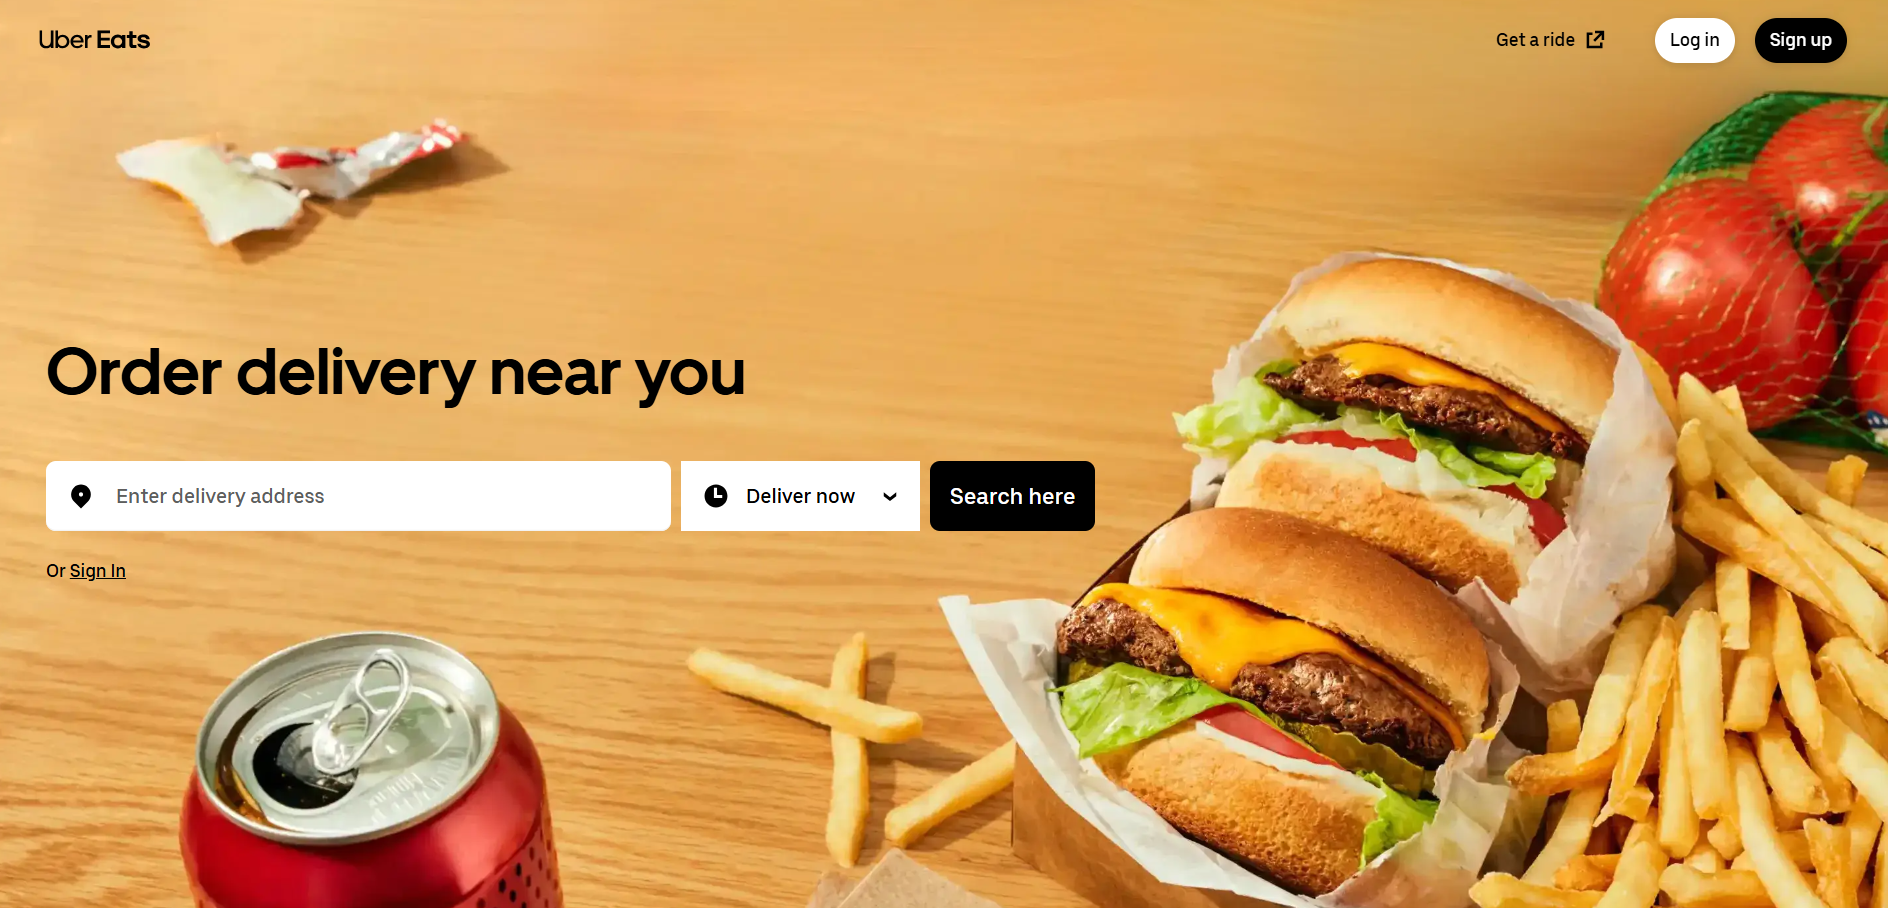 Uber Eats
Get a ride
Log in
Sign up
Order delivery near you
Enter delivery address
Deliver now
Search here
Or Sign In